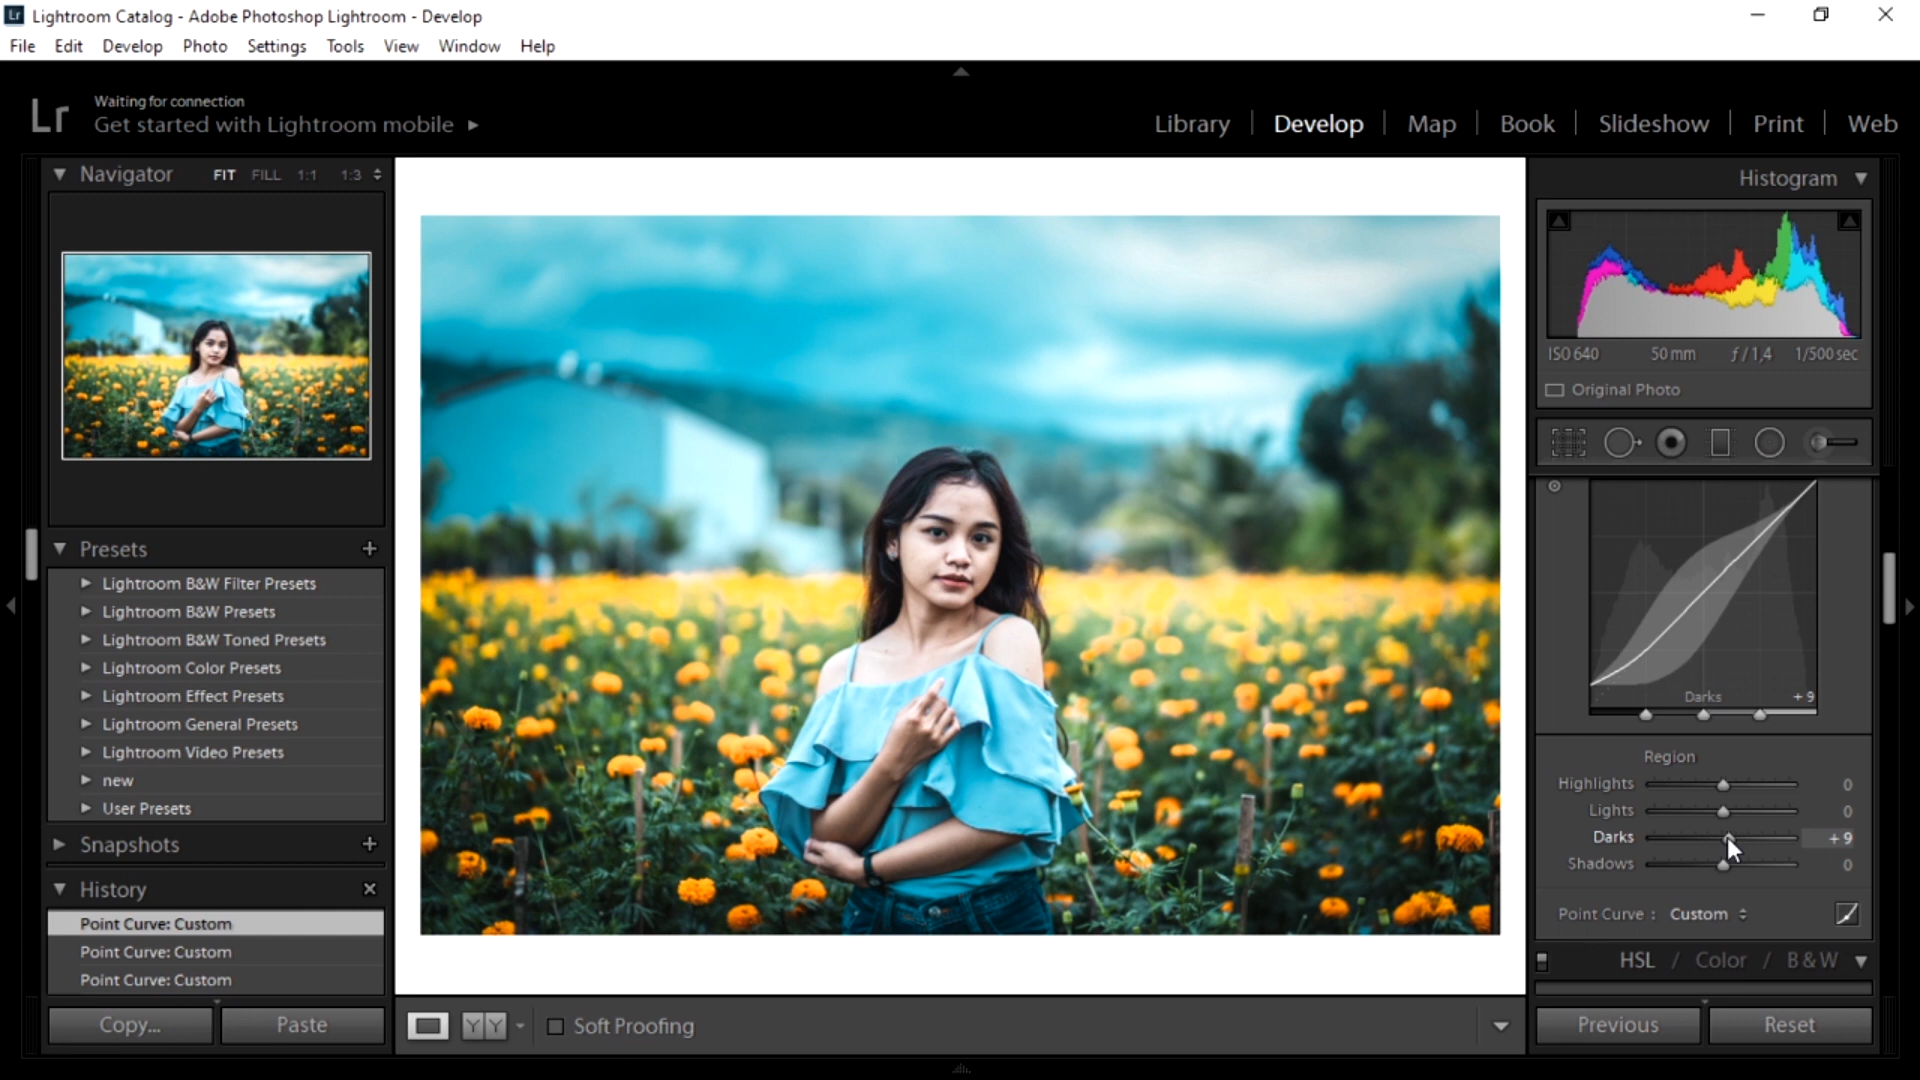 Lr Lightroom Catalog - Adobe Photoshop Lightroom - Develop
File Edit Develop Photo Settings Tools View Window Help
Lr
Waiting for connection
Get started with Lightroom mobile
Library Develop Map Book Slideshow Print Web
Navigator FIT FILL 1:1 1:3
Presets +
Lightroom B&W Filter Presets
Lightroom B&W Presets
Lightroom B&W Toned Presets
Lightroom Color Presets
Lightroom Effect Presets
Lightroom General Presets
Lightroom Video Presets
new
User Presets
Snapshots +
History
Point Curve: Custom
Point Curve: Custom
Point Curve: Custom
Copy... Paste
YY Soft Proofing
Histogram
ISO 640 50 mm ƒ / 1,4 1/500 sec
Original Photo
Darks + 9
Region
Highlights 0
Lights 0
Darks + 9
Shadows 0
Point Curve : Custom
HSL / Color / B & W
Previous Reset